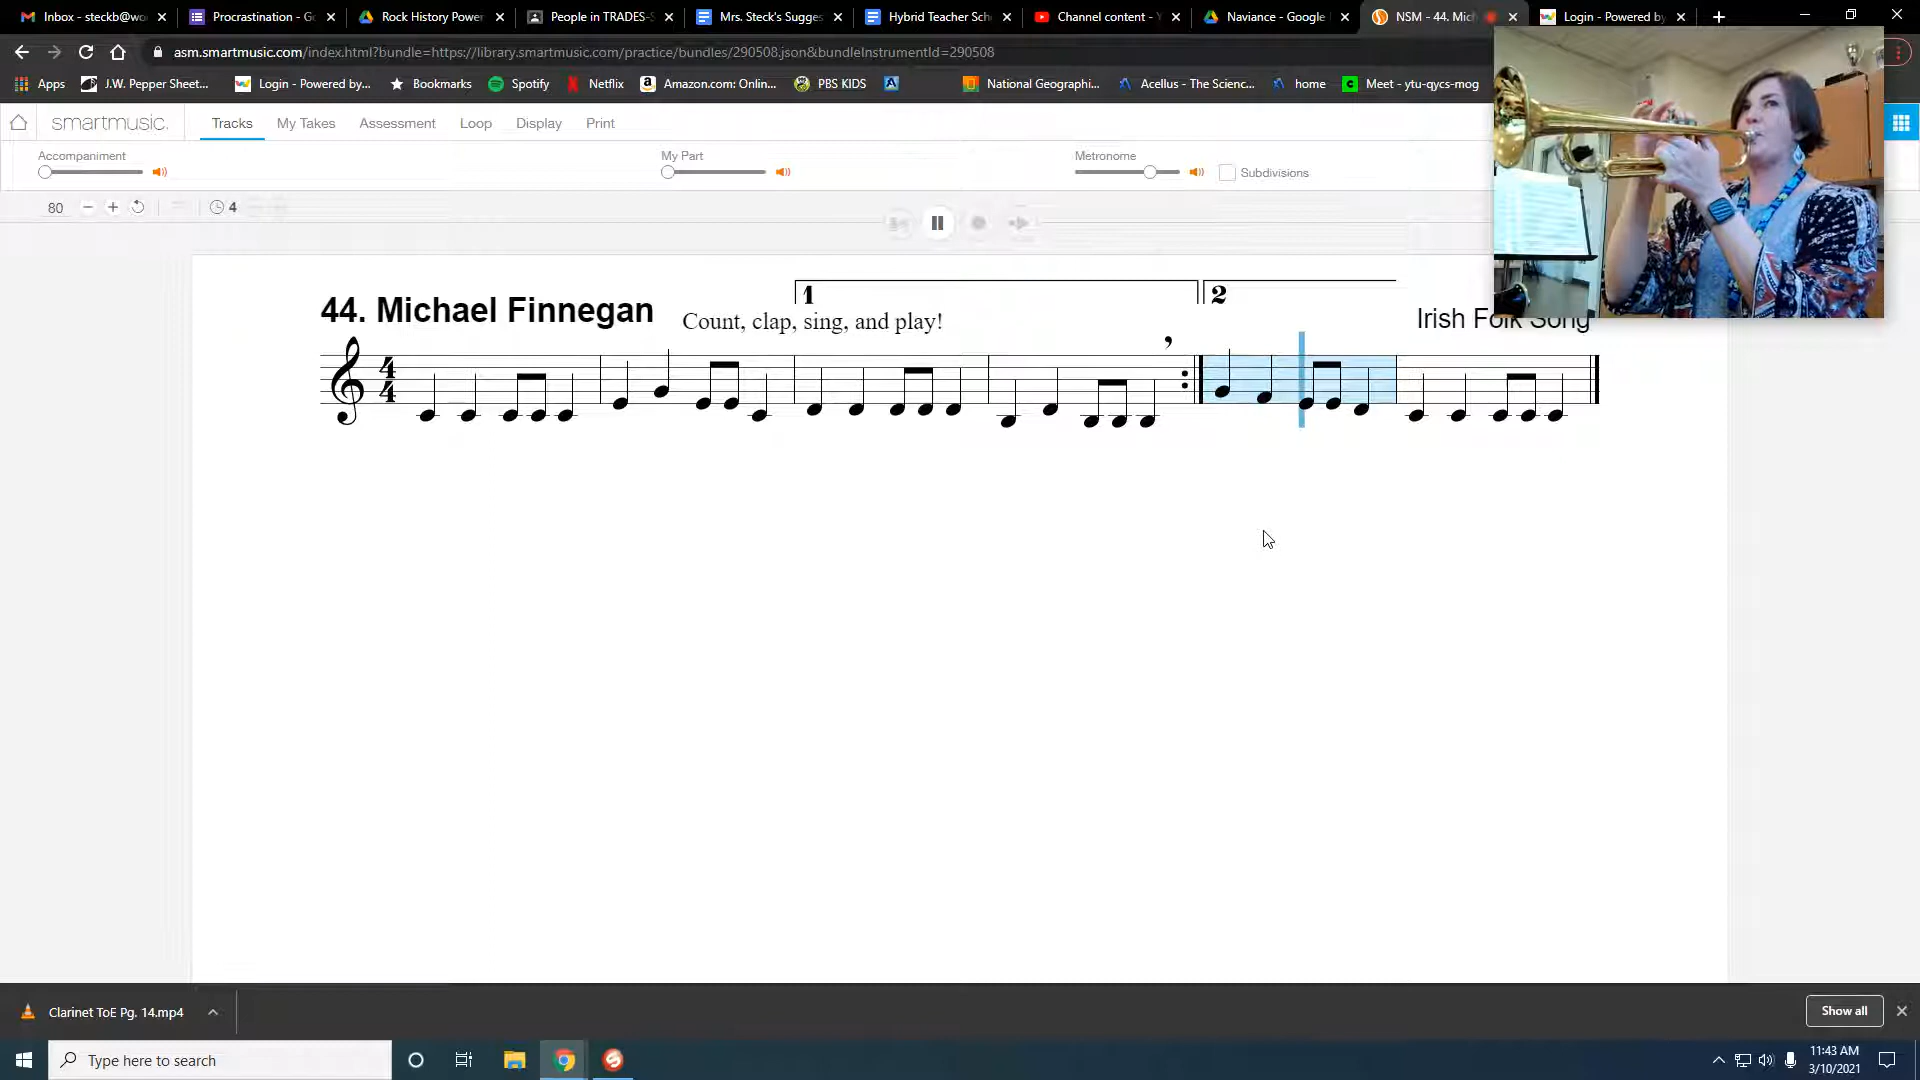 Inbox - steckb@wo
Procrastination - Go
Rock History Power
People in TRADES-S
Mrs. Steck's Sugges
Hybrid Teacher Sch
Channel content - Y
Naviance - Google
NSM - 44. Mich
Login - Powered by
asm.smartmusic.com/index.html?bundle=https://library.smartmusic.com/practice/bundles/290508.json&bundleInstrumentId=290508
Apps
J.W. Pepper Sheet...
Login - Powered by...
Bookmarks
Spotify
Netflix
Amazon.com: Onlin...
PBS KIDS
National Geographi...
Acellus - The Scienc...
home
Meet - ytu-qycs-mog
smartmusic.
Tracks
My Takes
Assessment
Loop
Display
Print
Accompaniment
My Part
Metronome
Subdivisions
80
4
1
2
44. Michael Finnegan
Count, clap, sing, and play!
Irish Folk Song
4
4
Clarinet ToE Pg. 14.mp4
Show all
Type here to search
11:43 AM
3/10/2021